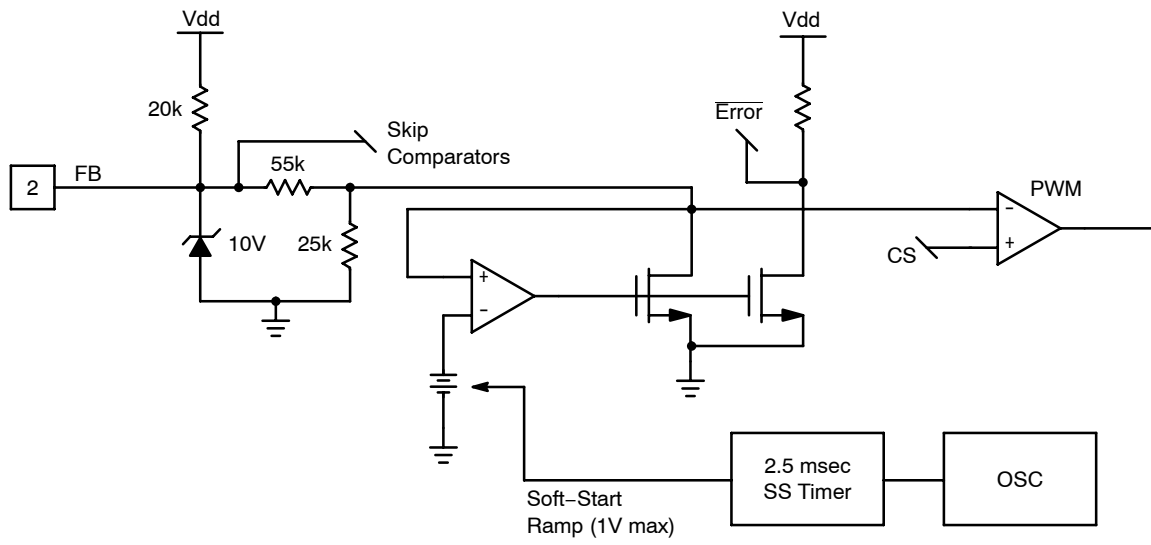 Vdd
Vdd
20k
Error
Skip
Comparators
2
FB
55k
PWM
10V
25k
−
+
CS
+
−
2.5 msec
SS Timer
OSC
Soft−Start
Ramp (1V max)